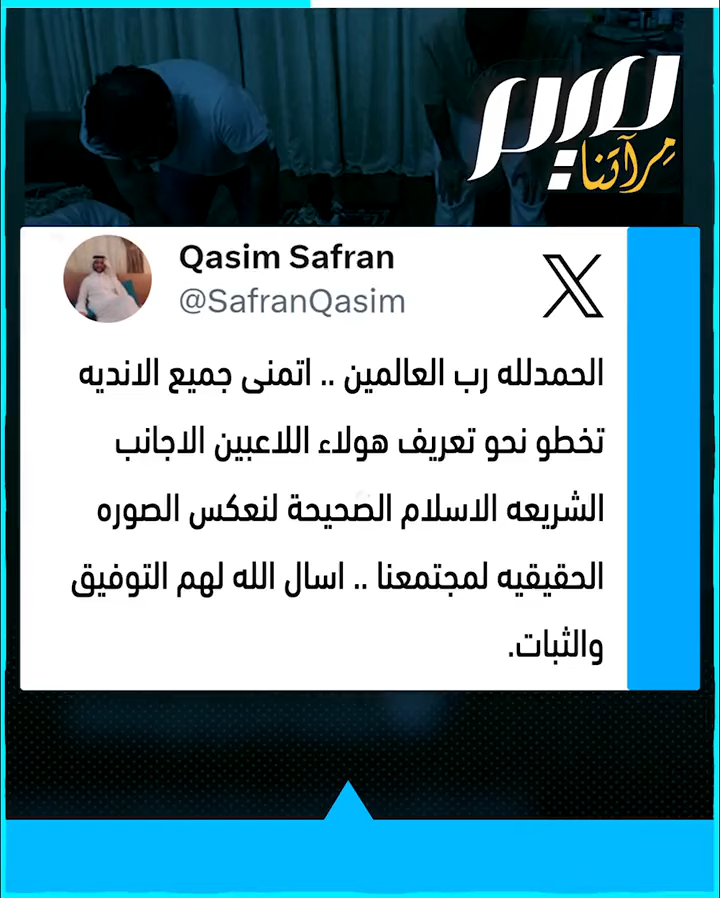 مرآتنا
Qasim Safran
@SafranQasim
الحمدلله رب العالمين .. اتمنى جميع الانديه
تخطو نحو تعريف هولاء اللاعبين الاجانب
الشريعه الاسلام الصحيحة لنعكس الصوره
الحقيقيه لمجتمعنا .. اسال الله لهم التوفيق
والثبات.